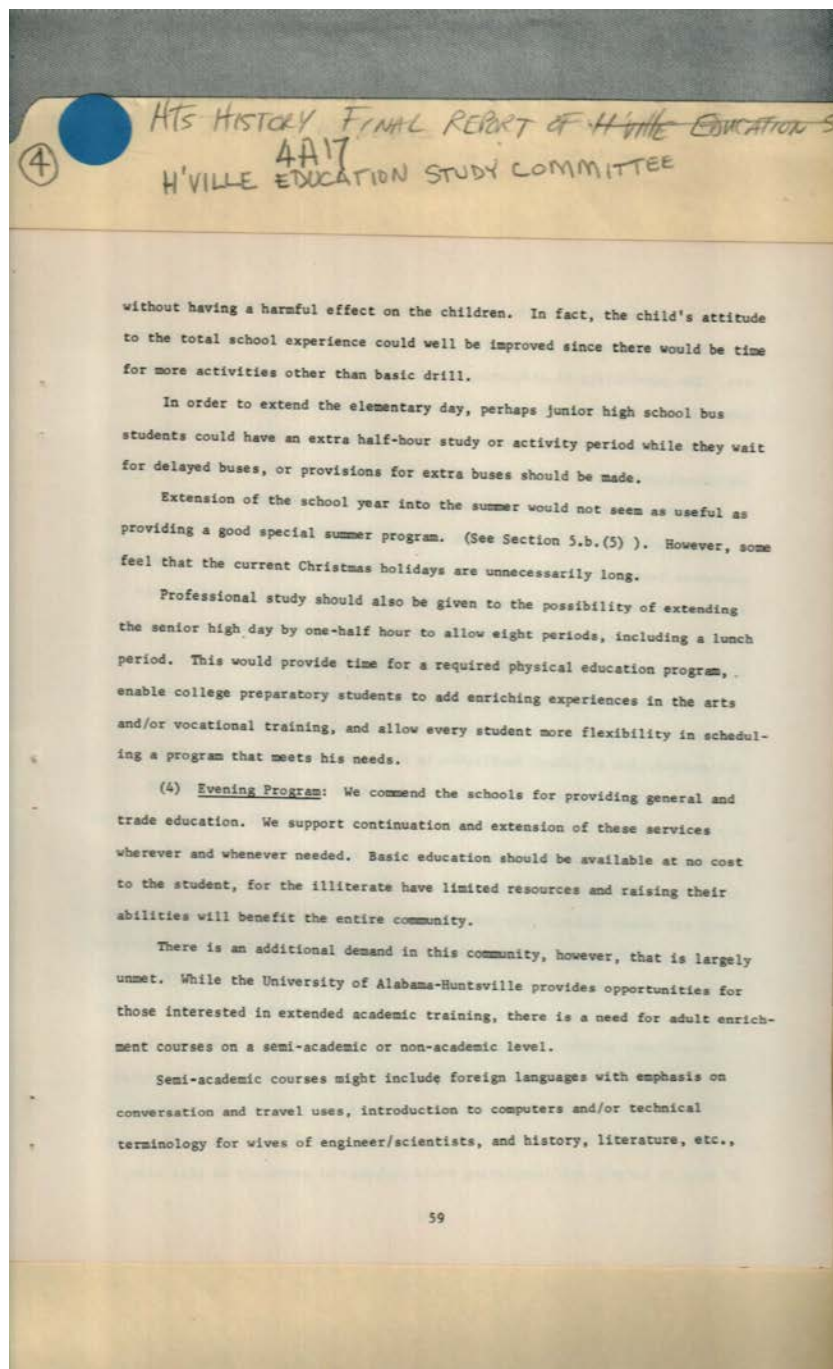 HTS HISTORY FINAL REPORT OF H'ville EDUCATION S
4
4A17
H'VILLE EDUCATION STUDY COMMITTEE
without having a harmful effect on the children. In fact, the child's attitude
to the total school experience could well be improved since there would be time
for more activities other than basic drill.
In order to extend the elementary day, perhaps junior high school bus
students could have an extra half-hour study or activity period while they wait
for delayed buses, or provisions for extra buses should be made.
Extension of the school year into the summer would not seem as useful as
providing a good special summer program. (See Section 5.b.(5) ). However, some
feel that the current Christmas holidays are unnecessarily long.
Professional study should also be given to the possibility of extending
the senior high day by one-half hour to allow eight periods, including a lunch
period. This would provide time for a required physical education program,
enable college preparatory students to add enriching experiences in the arts
and/or vocational training, and allow every student more flexibility in schedul-
ing a program that meets his needs.
(4) Evening Program: We commend the schools for providing general and
trade education. We support continuation and extension of these services
wherever and whenever needed. Basic education should be available at no cost
to the student, for the illiterate have limited resources and raising their
abilities will benefit the entire community.
There is an additional demand in this community, however, that is largely
unmet. While the University of Alabama-Huntsville provides opportunities for
those interested in extended academic training, there is a need for adult enrich-
ment courses on a semi-academic or non-academic level.
Semi-academic courses might include foreign languages with emphasis on
conversation and travel uses, introduction to computers and/or technical
terminology for wives of engineer/scientists, and history, literature, etc.,
59